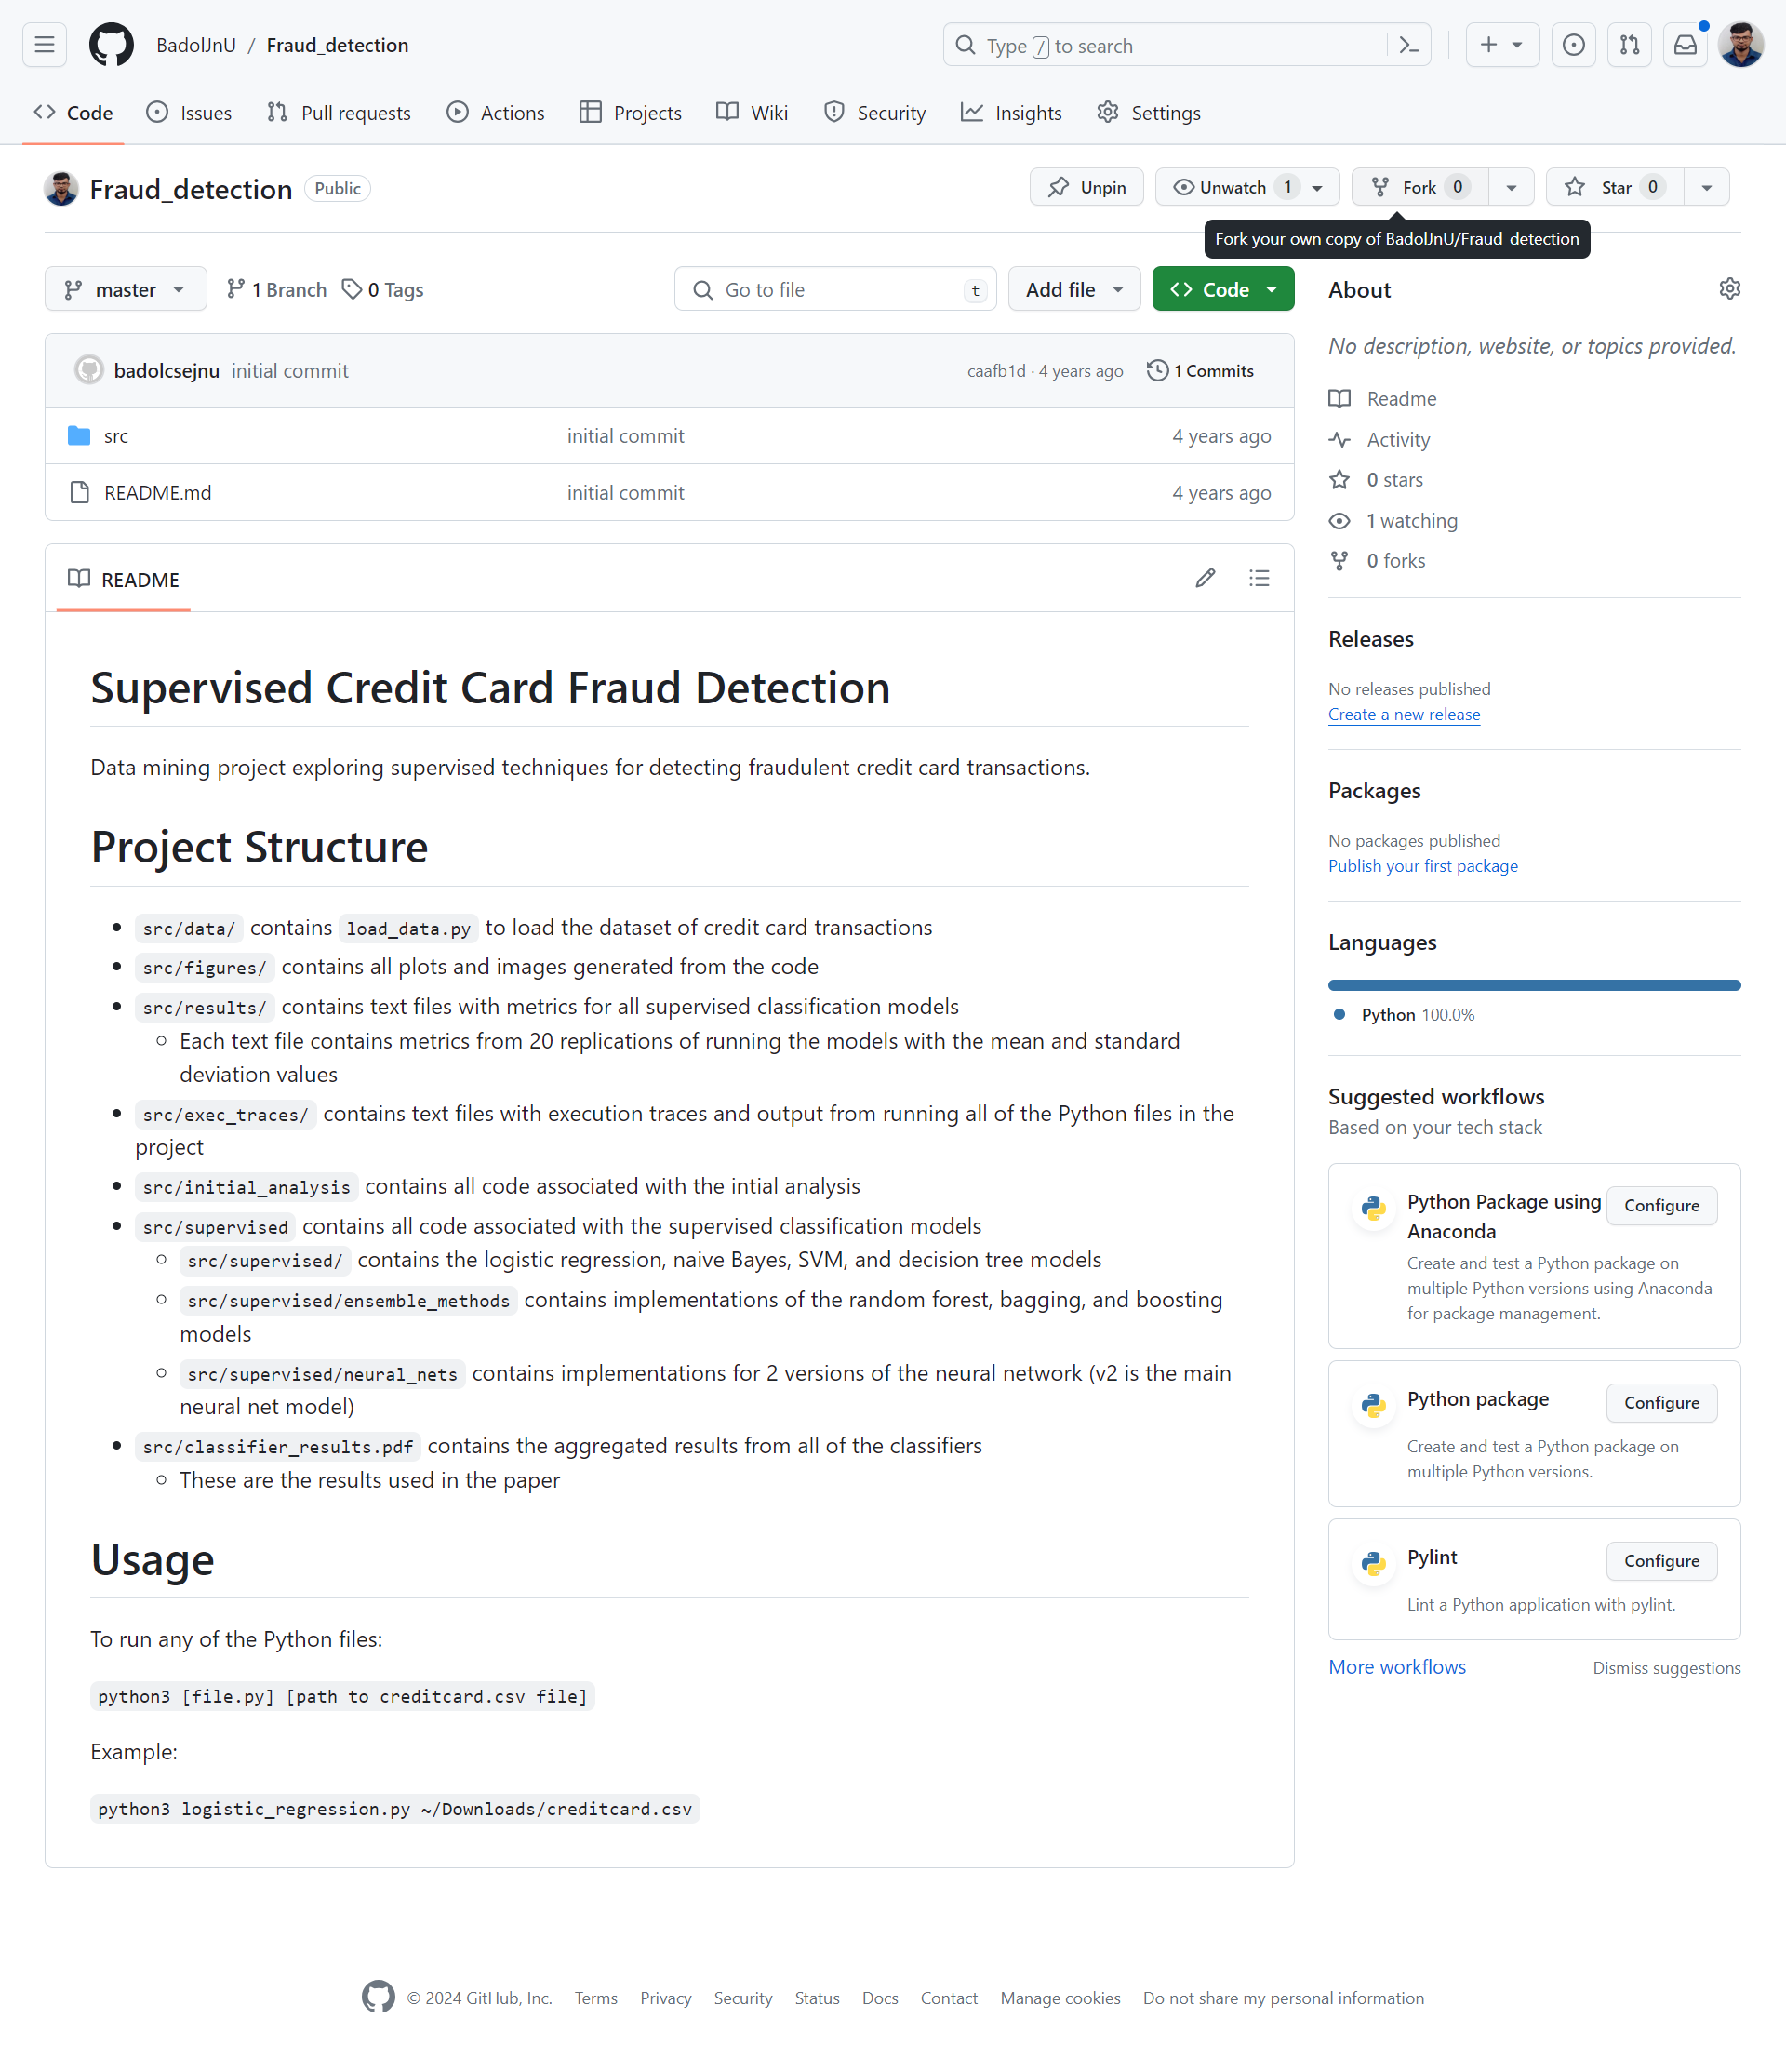 BadolJnU / Fraud_detection
Type / to search
Code
Issues
Pull requests
Actions
Projects
Wiki
Security
Insights
Settings
Fraud_detection Public
Unpin
Unwatch 1
Fork 0
Star 0
Fork your own copy of BadolJnU/Fraud_detection
master
1 Branch
0 Tags
Go to file t
Add file
Code
badolcsejnu initial commit caafb1d · 4 years ago 1 Commits
src initial commit 4 years ago
README.md initial commit 4 years ago
README
Supervised Credit Card Fraud Detection
Data mining project exploring supervised techniques for detecting fraudulent credit card transactions.
Project Structure
src/data/ contains load_data.py to load the dataset of credit card transactions
src/figures/ contains all plots and images generated from the code
src/results/ contains text files with metrics for all supervised classification models
Each text file contains metrics from 20 replications of running the models with the mean and standard
deviation values
src/exec_traces/ contains text files with execution traces and output from running all of the Python files in the
project
src/initial_analysis contains all code associated with the intial analysis
src/supervised contains all code associated with the supervised classification models
src/supervised/ contains the logistic regression, naive Bayes, SVM, and decision tree models
src/supervised/ensemble_methods contains implementations of the random forest, bagging, and boosting
models
src/supervised/neural_nets contains implementations for 2 versions of the neural network (v2 is the main
neural net model)
src/classifier_results.pdf contains the aggregated results from all of the classifiers
These are the results used in the paper
Usage
To run any of the Python files:
python3 [file.py] [path to creditcard.csv file]
Example:
python3 logistic_regression.py ~/Downloads/creditcard.csv
About
No description, website, or topics provided.
Readme
Activity
0 stars
1 watching
0 forks
Releases
No releases published
Create a new release
Packages
No packages published
Publish your first package
Languages
Python 100.0%
Suggested workflows
Based on your tech stack
Python Package using
Anaconda
Configure
Create and test a Python package on
multiple Python versions using Anaconda
for package management.
Python package
Configure
Create and test a Python package on
multiple Python versions.
Pylint
Configure
Lint a Python application with pylint.
More workflows
Dismiss suggestions
© 2024 GitHub, Inc. Terms Privacy Security Status Docs Contact Manage cookies Do not share my personal information